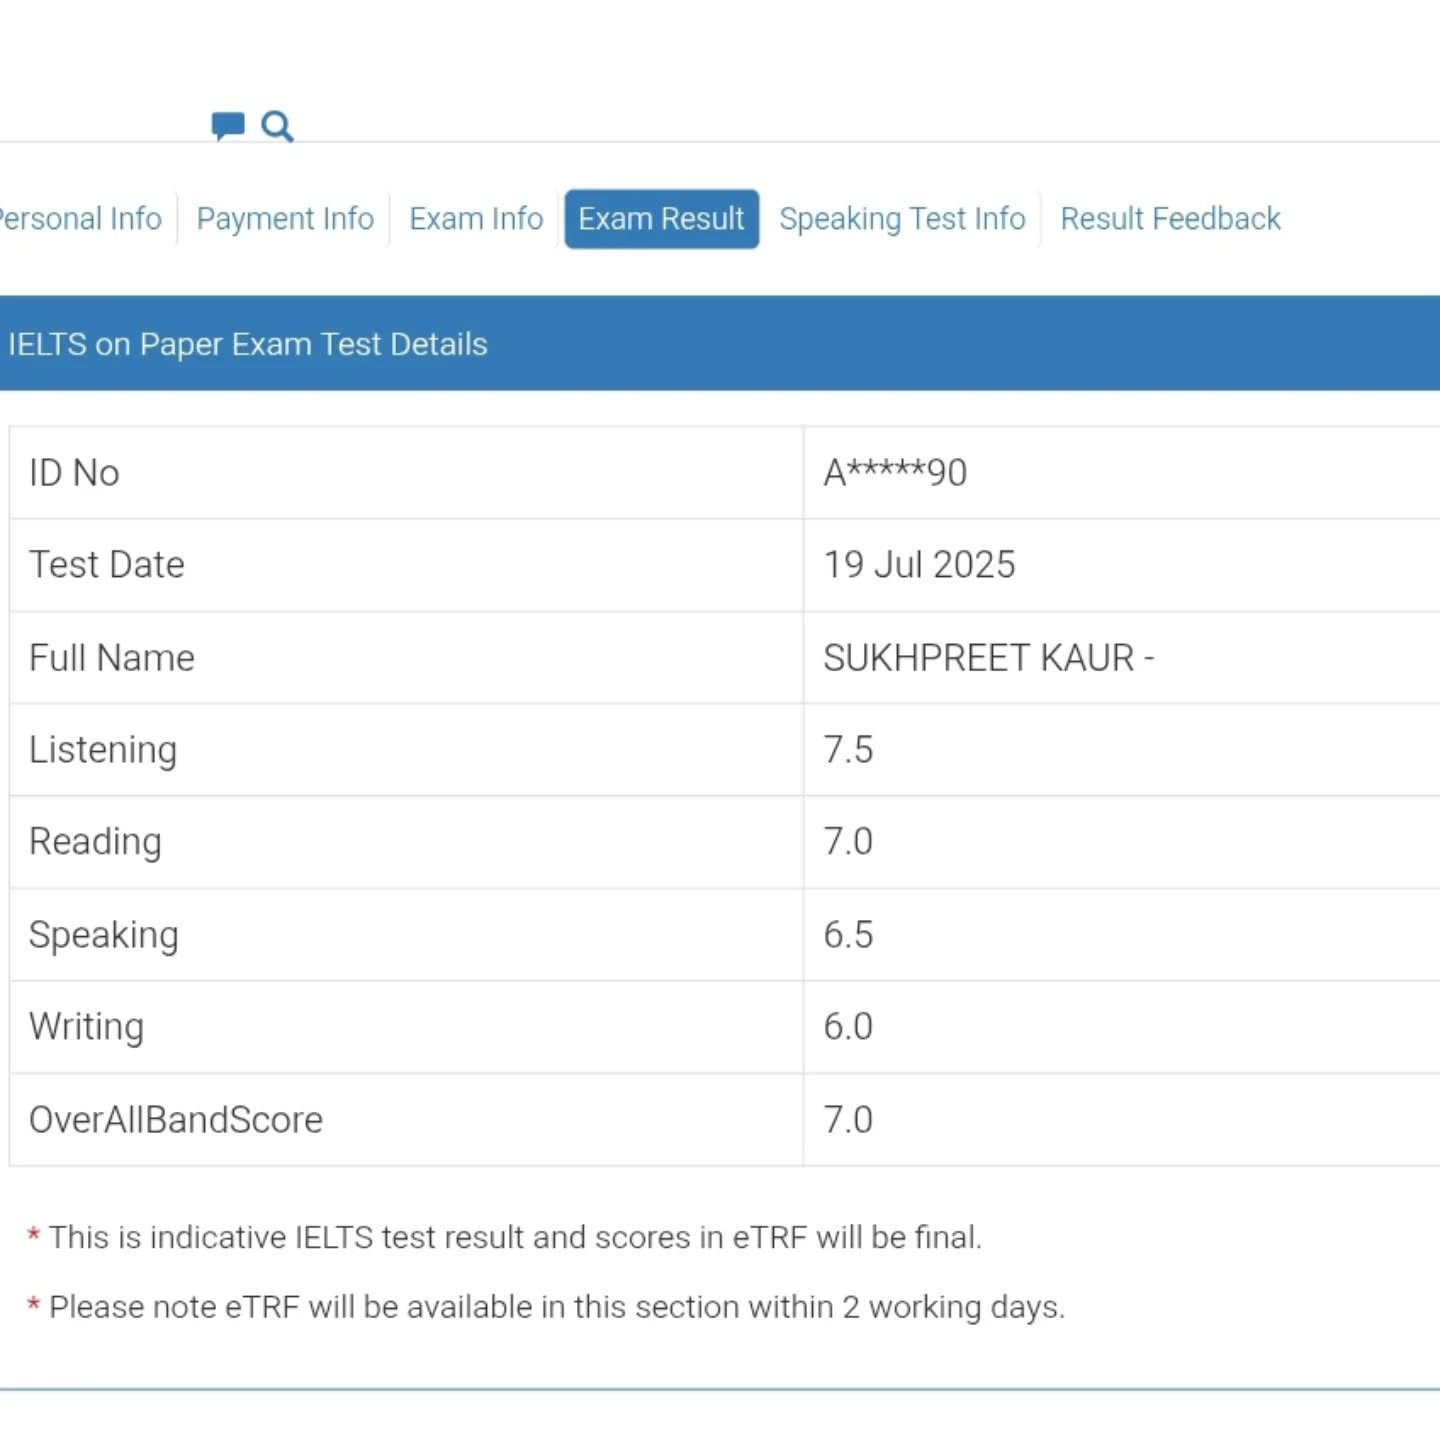 Personal Info Payment Info Exam Info Exam Result Speaking Test Info Result Feedback
IELTS on Paper Exam Test Details
ID No A*****90
Test Date 19 Jul 2025
Full Name SUKHPREET KAUR -
Listening 7.5
Reading 7.0
Speaking 6.5
Writing 6.0
OverAllBandScore 7.0
* This is indicative IELTS test result and scores in eTRF will be final.
* Please note eTRF will be available in this section within 2 working days.